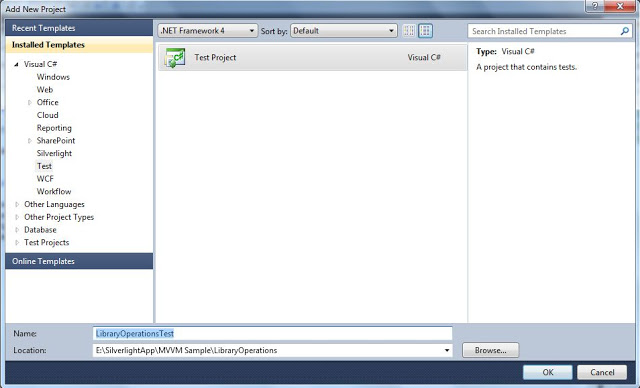 Add New Project
Recent Templates
Installed Templates
Visual C#
Windows
Web
Office
Cloud
Reporting
SharePoint
Silverlight
Test
WCF
Workflow
Other Languages
Other Project Types
Database
Test Projects
Online Templates
.NET Framework 4 Sort by: Default
Test Project Visual C#
Search Installed Templates
Type: Visual C#
A project that contains tests.
Name: LibraryOperationsTest
Location: E:\SilverlightApp\MVVM Sample\LibraryOperations Browse...
OK Cancel